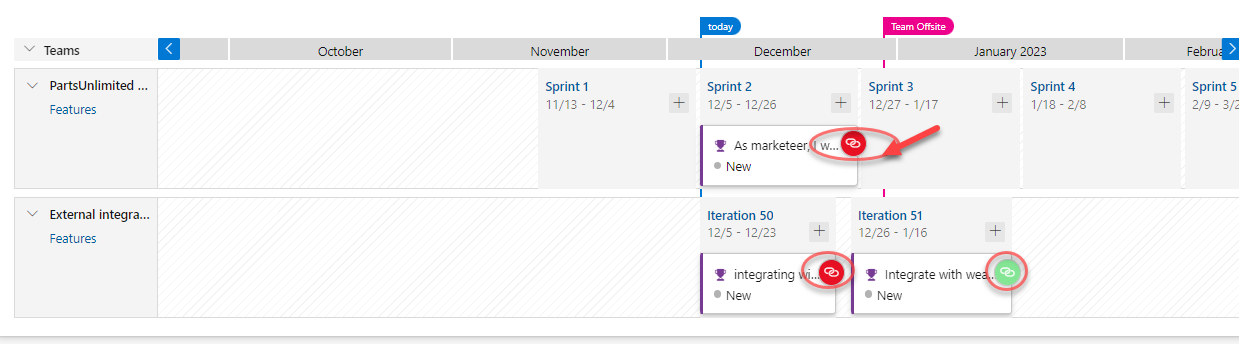 today
Team Offsite
Teams
October
November
December
January 2023
Februa
PartsUnlimited ...
Features
Sprint 1
11/13 - 12/4
Sprint 2
12/5 - 12/26
Sprint 3
12/27 - 1/17
Sprint 4
1/18 - 2/8
Sprint 5
2/9 - 3/2
As marketeer, I w...
New
External integra...
Features
Iteration 50
12/5 - 12/23
Iteration 51
12/26 - 1/16
integrating wi...
New
Integrate with wea...
New